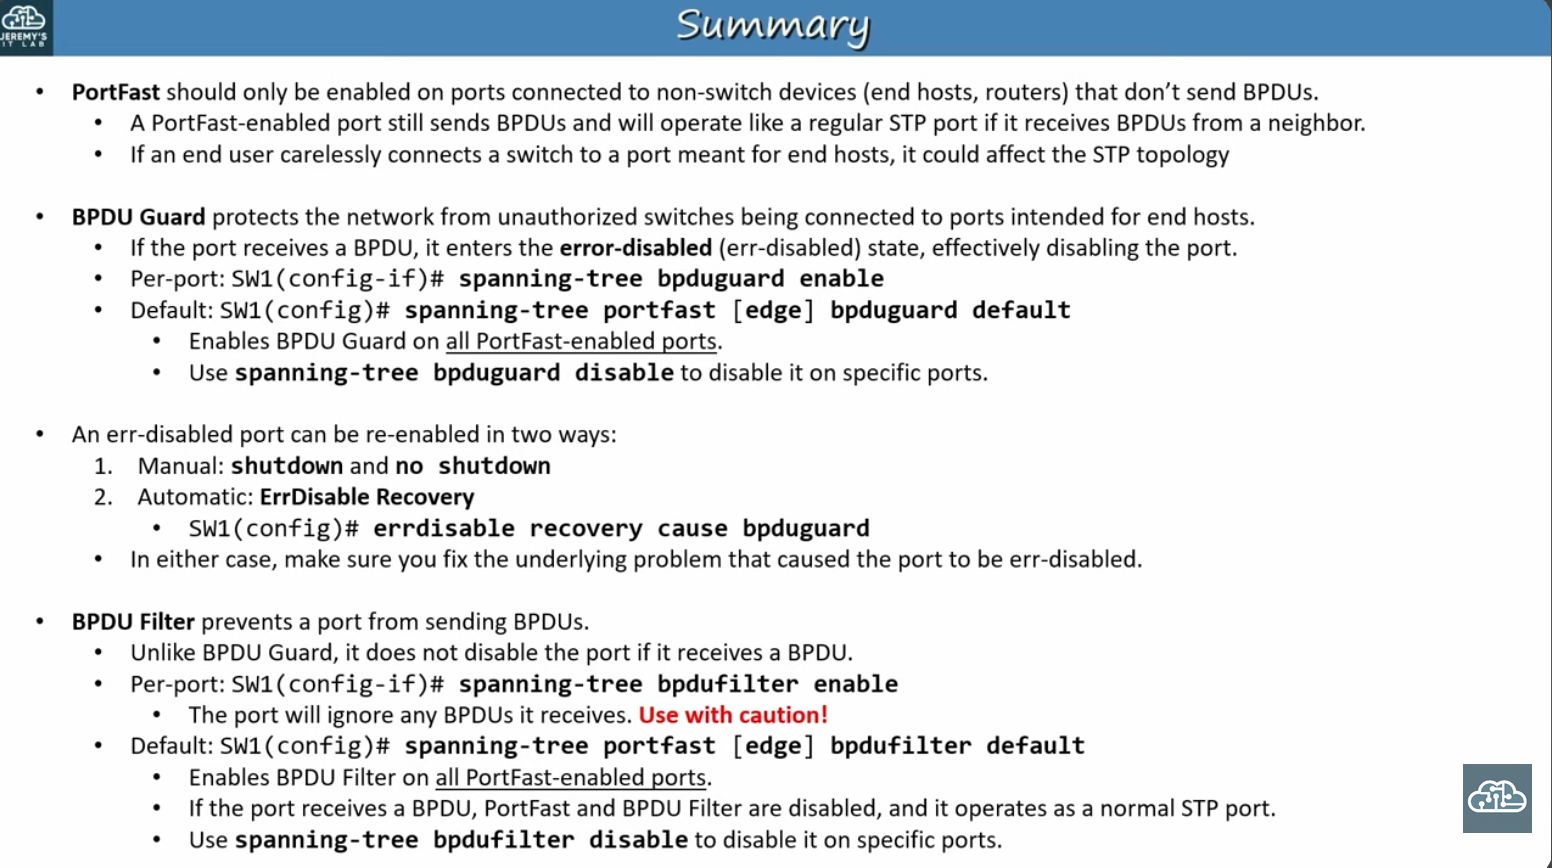 JEREMY'S
IT LAB
Summary
• PortFast should only be enabled on ports connected to non-switch devices (end hosts, routers) that don't send BPDUs.
• A PortFast-enabled port still sends BPDUs and will operate like a regular STP port if it receives BPDUs from a neighbor.
• If an end user carelessly connects a switch to a port meant for end hosts, it could affect the STP topology
• BPDU Guard protects the network from unauthorized switches being connected to ports intended for end hosts.
• If the port receives a BPDU, it enters the error-disabled (err-disabled) state, effectively disabling the port.
• Per-port: SW1(config-if)# spanning-tree bpduguard enable
• Default: SW1(config)# spanning-tree portfast [edge] bpduguard default
• Enables BPDU Guard on all PortFast-enabled ports.
• Use spanning-tree bpduguard disable to disable it on specific ports.
• An err-disabled port can be re-enabled in two ways:
1. Manual: shutdown and no shutdown
2. Automatic: ErrDisable Recovery
• SW1(config)# errdisable recovery cause bpduguard
• In either case, make sure you fix the underlying problem that caused the port to be err-disabled.
• BPDU Filter prevents a port from sending BPDUs.
• Unlike BPDU Guard, it does not disable the port if it receives a BPDU.
• Per-port: SW1(config-if)# spanning-tree bpdufilter enable
• The port will ignore any BPDUs it receives. Use with caution!
• Default: SW1(config)# spanning-tree portfast [edge] bpdufilter default
• Enables BPDU Filter on all PortFast-enabled ports.
• If the port receives a BPDU, PortFast and BPDU Filter are disabled, and it operates as a normal STP port.
• Use spanning-tree bpdufilter disable to disable it on specific ports.